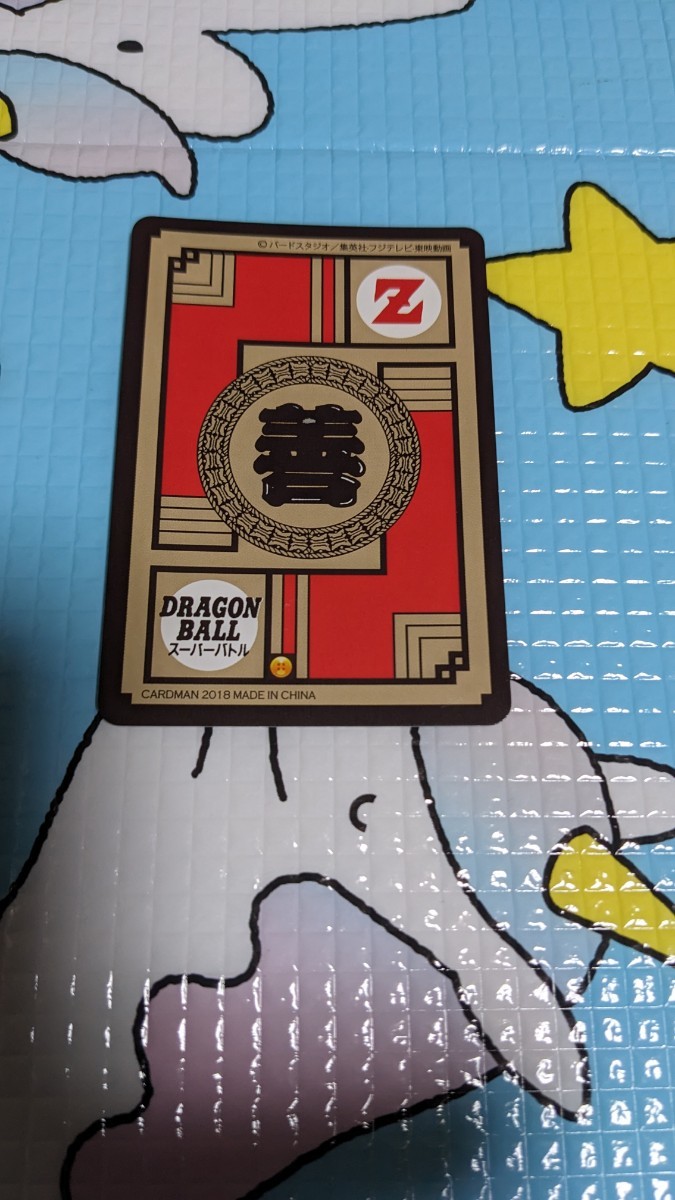 ©バードスタジオ／集英社・フジテレビ・東映動画
Z
善
DRAGON
BALL
スーパーバトル
CARDMAN 2018 MADE IN CHINA